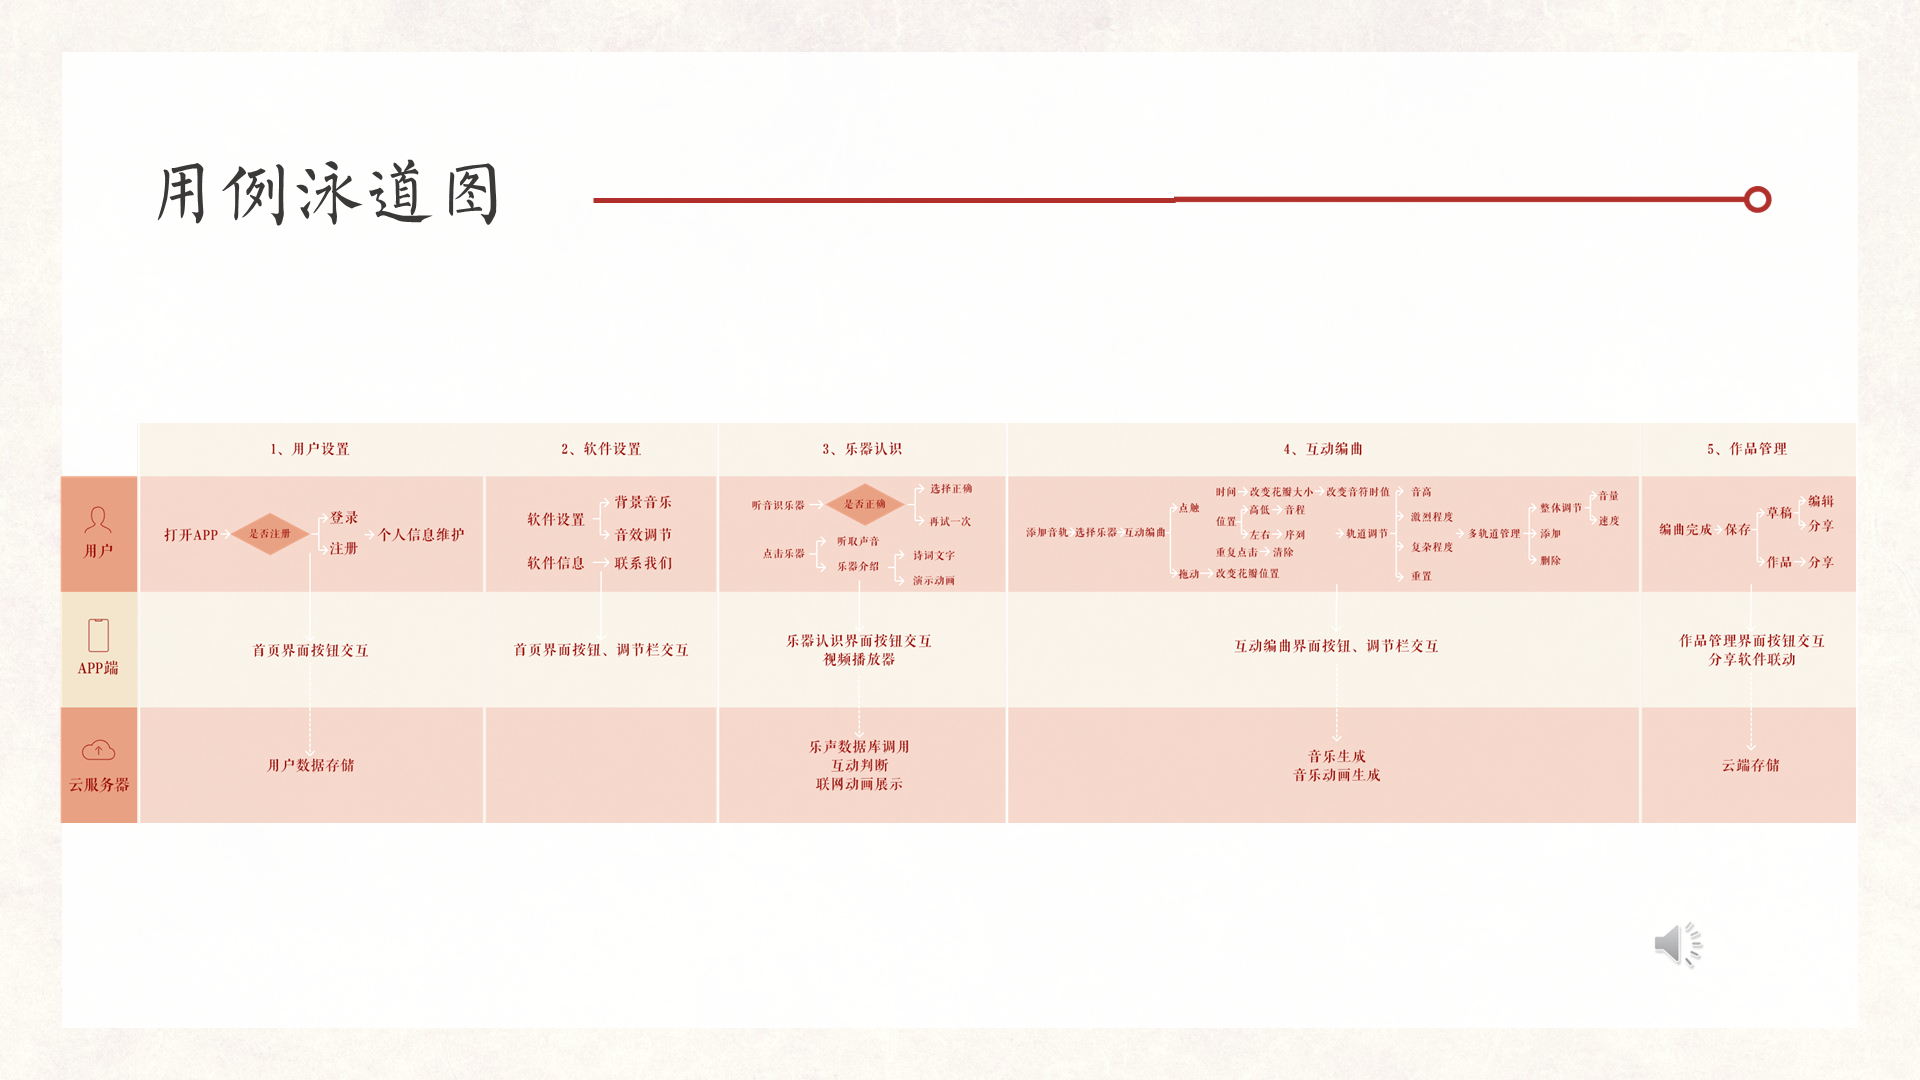 用例泳道图
1、用户设置
2、软件设置
3、乐器认识
4、互动编曲
5、作品管理
用户
打开APP
是否注册
登录
注册
个人信息维护
软件设置
背景音乐
音效调节
软件信息
联系我们
听音识乐器
是否正确
选择正确
再试一次
点击乐器
听取声音
乐器介绍
诗词文字
演示动画
添加音轨
选择乐器
互动编曲
点触
时间
改变花瓣大小
改变音符时值
位置
高低
音程
左右
序列
重复点击
清除
拖动
改变花瓣位置
轨道调节
音高
激烈程度
复杂程度
重置
多轨道管理
整体调节
音量
速度
添加
删除
编曲完成
保存
草稿
编辑
分享
作品
分享
APP端
首页界面按钮交互
首页界面按钮、调节栏交互
乐器认识界面按钮交互
视频播放器
互动编曲界面按钮、调节栏交互
作品管理界面按钮交互
分享软件联动
云服务器
用户数据存储
乐声数据库调用
互动判断
联网动画展示
音乐生成
音乐动画生成
云端存储